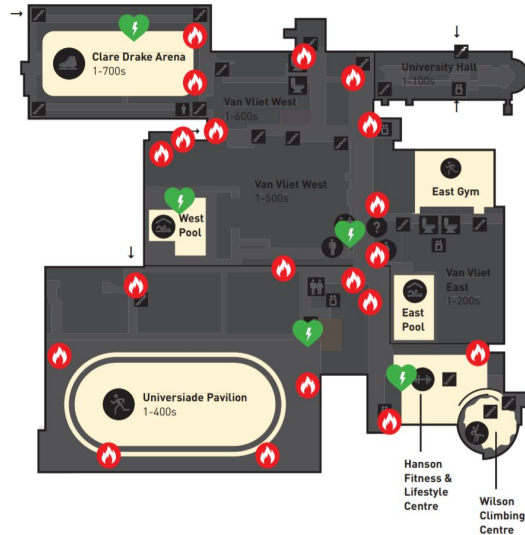 Clare Drake Arena
1-700s
University Hall
1-100s
Van Vliet West
1-600s
Van Vliet West
1-500s
East Gym
West
Pool
?
Van Vliet
East
1-200s
East
Pool
Universiade Pavilion
1-400s
Hanson
Fitness &
Lifestyle
Centre
Wilson
Climbing
Centre